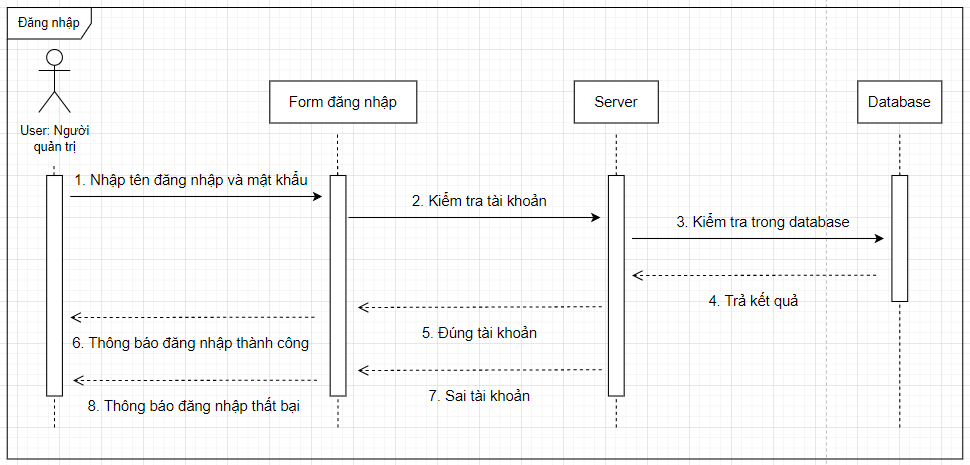 Đăng nhập
User: Người
quản trị
Form đăng nhập
Server
Database
1. Nhập tên đăng nhập và mật khẩu
2. Kiểm tra tài khoản
3. Kiểm tra trong database
4. Trả kết quả
5. Đúng tài khoản
6. Thông báo đăng nhập thành công
7. Sai tài khoản
8. Thông báo đăng nhập thất bại